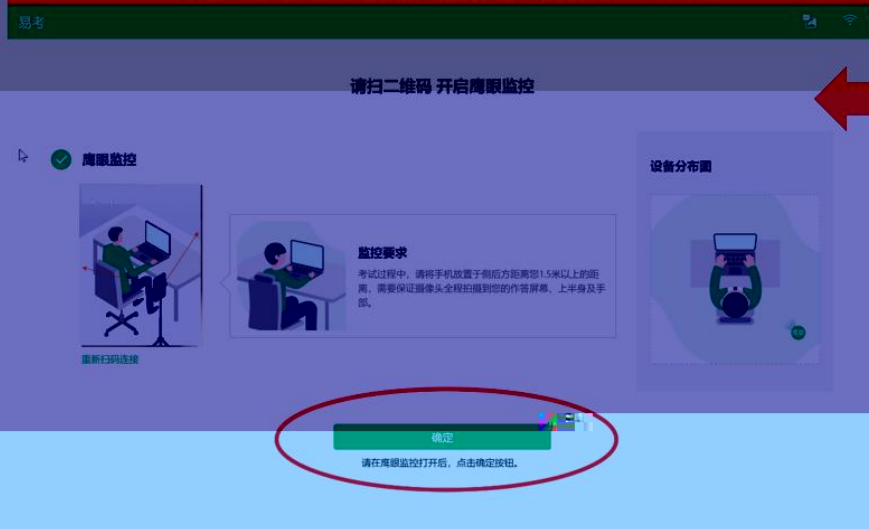 易考
请扫二维码 开启鹰眼监控
鹰眼监控
设备分布图
监控要求
考试过程中，请将手机放置于侧后方距离您1.5米以上的距
离，需要保证摄像头全程拍摄到您的作答屏幕、上半身及手
部。
重新扫码连接
确定
请在鹰眼监控打开后，点击确定按钮。